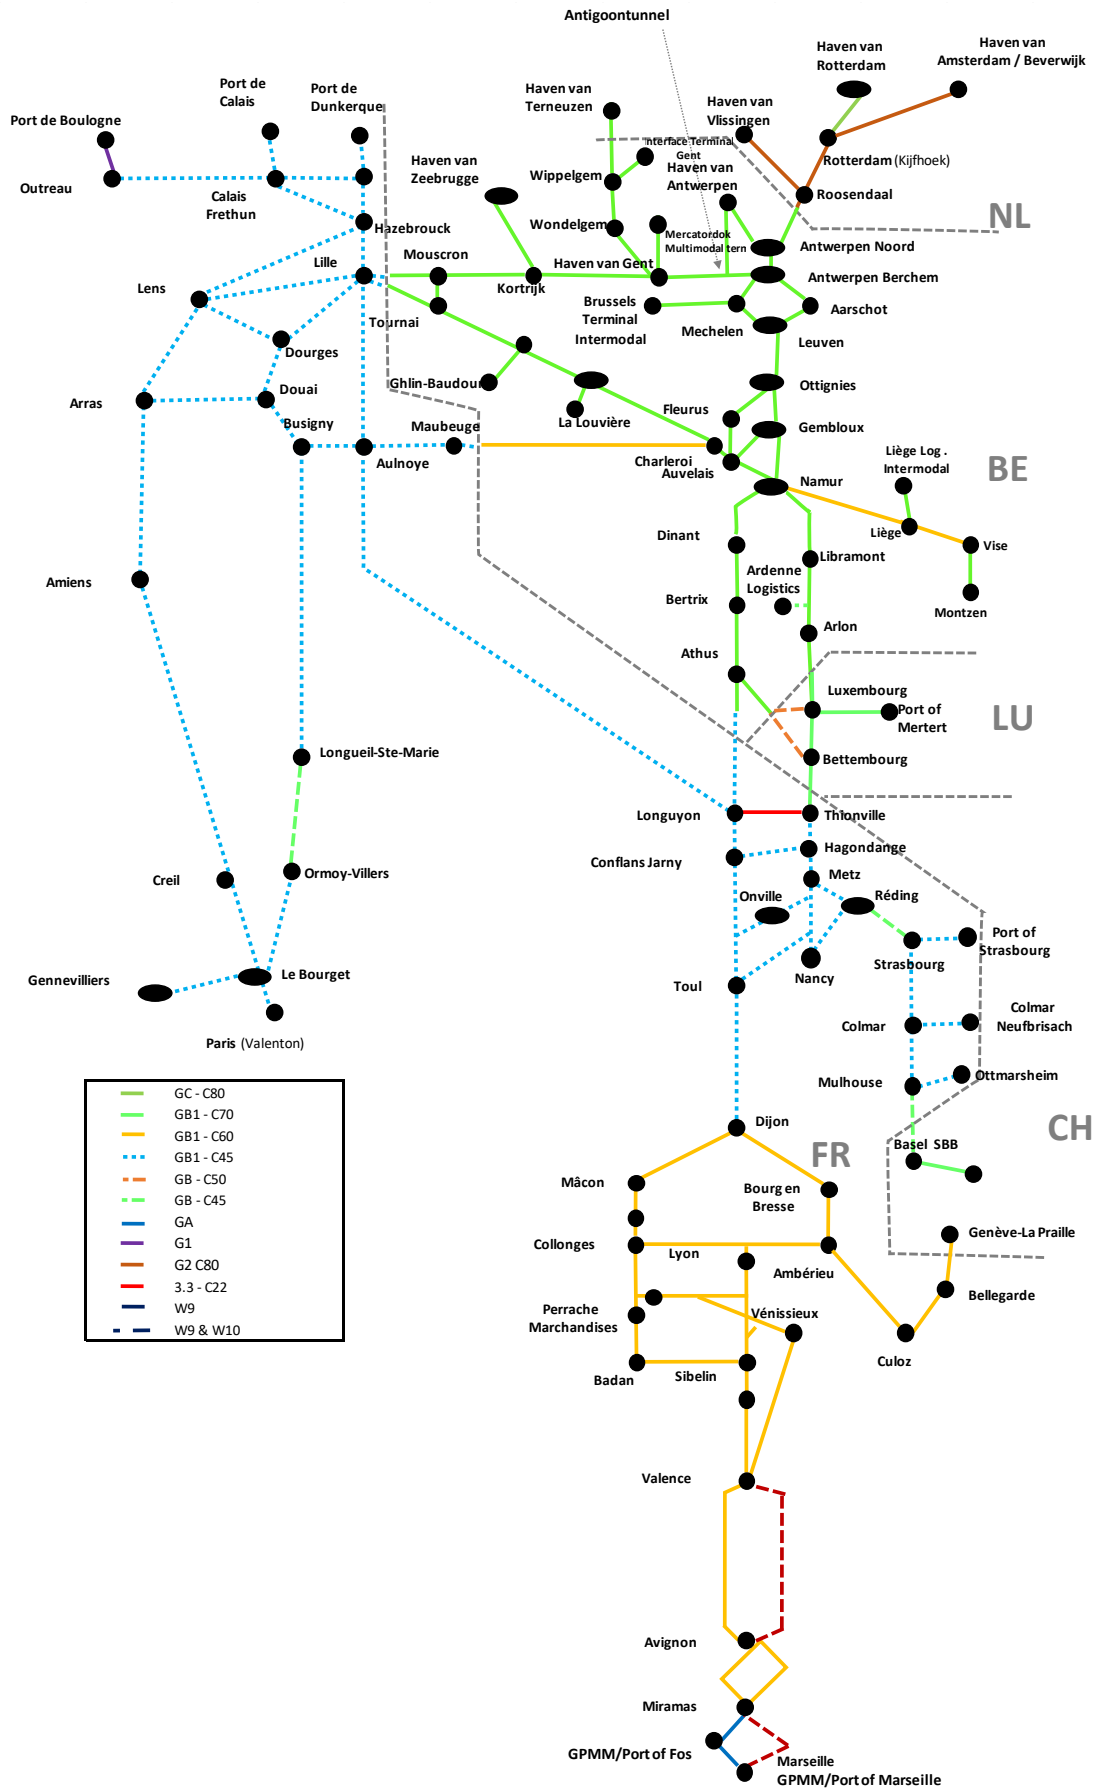 Antigoontunnel
Haven van
Rotterdam
Haven van
Amsterdam / Beverwijk
Port de
Calais
Port de
Dunkerque
Haven van
Terneuzen
Haven van
Vlissingen
Port de Boulogne
Rotterdam (Kijfhoek)
nterface Terminal
Gent
Haven van
Zeebrugge
Wippelgem
Haven van
Antwerpen
Outreau
Calais
Frethun
Roosendaal
NL
Hazebrouck
Wondelgem
Mercatordok
Multimodal tern
Antwerpen Noord
Lille
Mouscron
Haven van Gent
Kortrijk
Antwerpen Berchem
Lens
Tournai
Brussels
Terminal
Intermodal
Mechelen
Aarschot
Leuven
Dourges
Ghlin-Baudour
Ottignies
Arras
Douai
Busigny
Maubeuge
La Louvière
Fleurus
Gembloux
Aulnoye
Charleroi
Auvelais
Liège Log .
Intermodal
BE
Namur
Liège
Vise
Dinant
Libramont
Amiens
Ardenne
Logistics
Bertrix
Montzen
Arlon
Athus
Luxembourg
Port of
Mertert
LU
Longueil-Ste-Marie
Bettembourg
Longuyon
Thionville
Conflans Jarny
Hagondange
Creil
Ormoy-Villers
Metz
Onville
Réding
Port of
Strasbourg
Strasbourg
Gennevilliers
Le Bourget
Toul
Nancy
Colmar
Colmar
Neufbrisach
Paris (Valenton)
Mulhouse
Ottmarsheim
GC - C80
GB1 - C70
GB1 - C60
GB1 - C45
GB - C50
GB - C45
GA
G1
G2 C80
3.3 - C22
W9
W9 & W10
Dijon
FR
CH
Basel SBB
Mâcon
Bourg en
Bresse
Collonges
Lyon
Ambérieu
Genève-La Praille
Bellegarde
Perrache
Marchandises
Vénissieux
Badan
Sibelin
Culoz
Valence
Avignon
Miramas
GPMM/Port of Fos
Marseille
GPMM/Port of Marseille